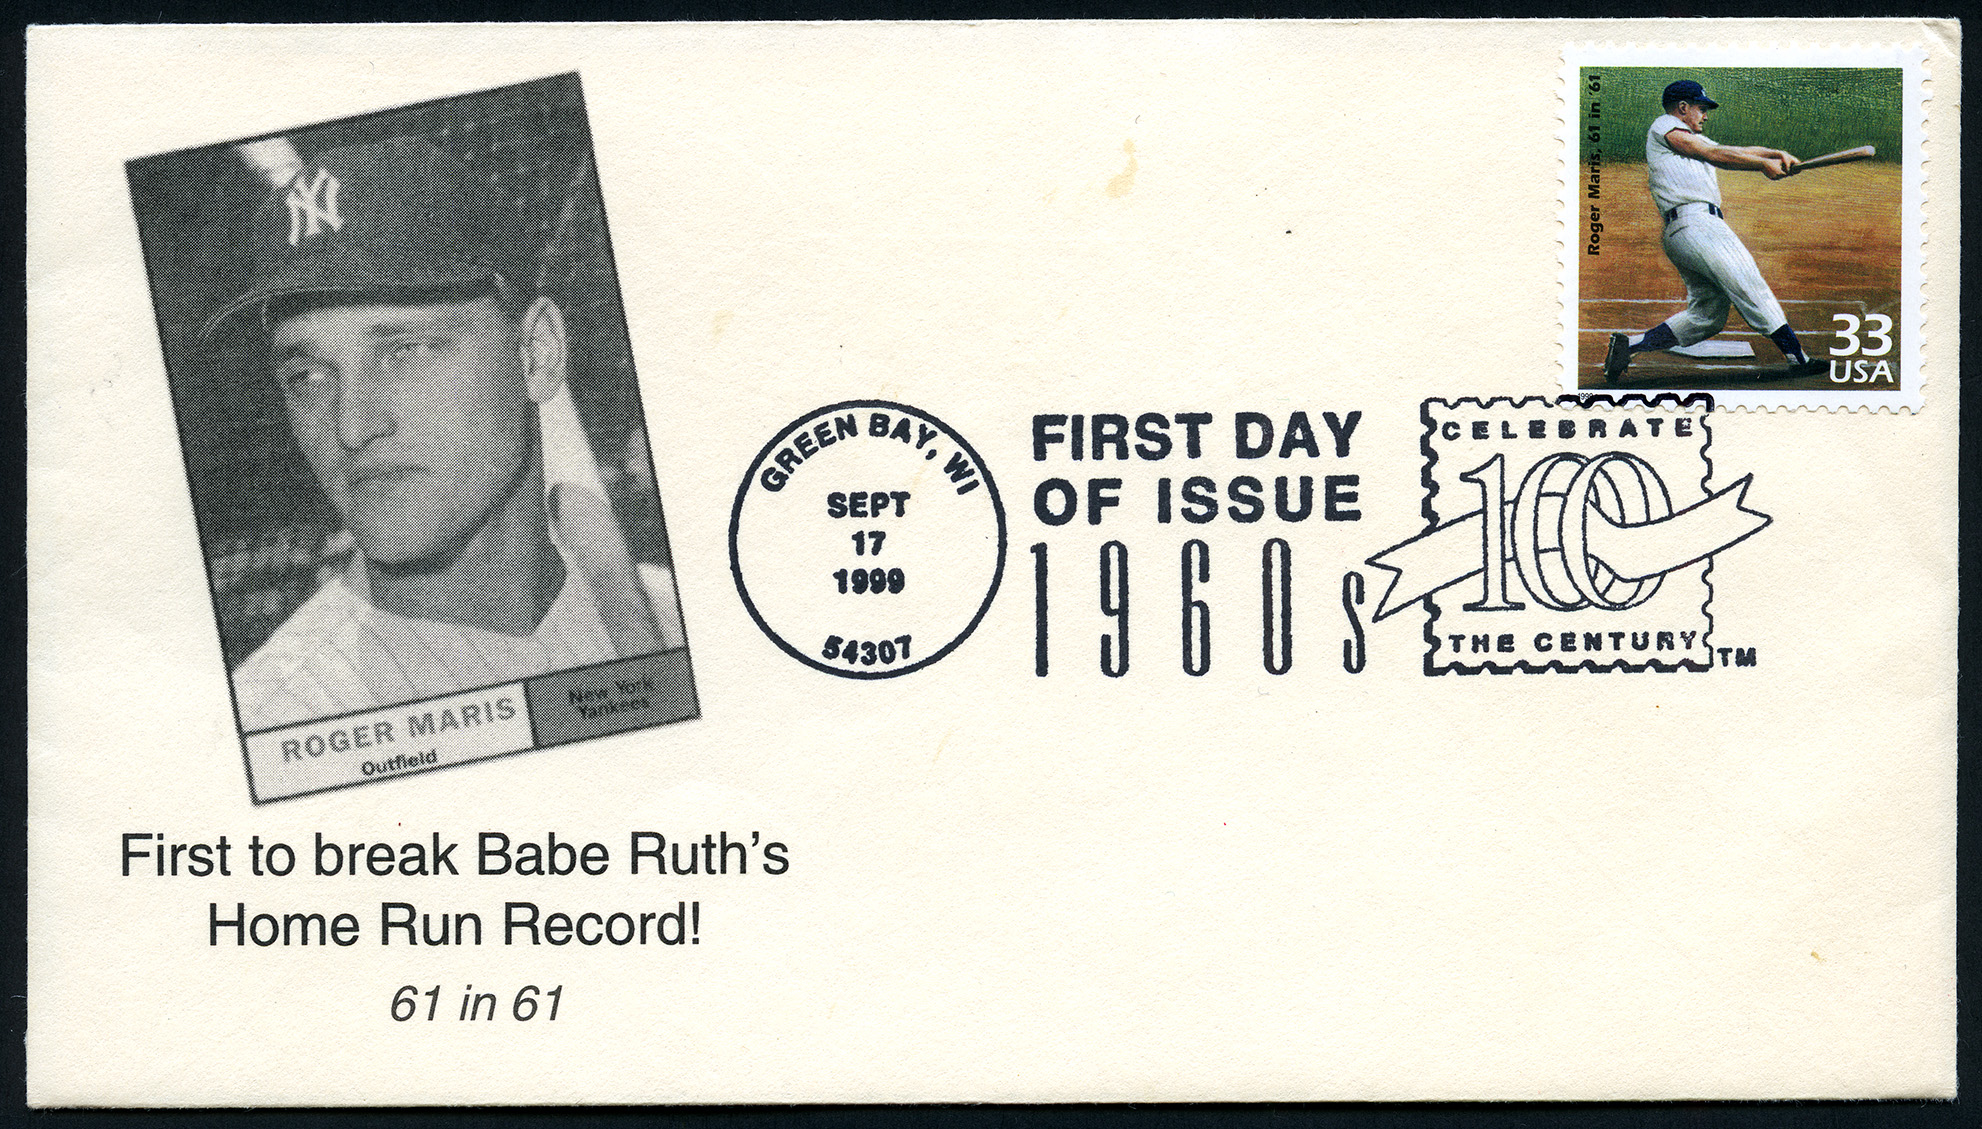 NY
ROGER MARIS
Outfield
New York
Yankees
First to break Babe Ruth's
Home Run Record!
61 in 61
GREEN BAY, WI
SEPT
17
1999
54307
FIRST DAY
OF ISSUE
1960s
CELEBRATE
100
THE CENTURY
TM
Roger Maris, 61 in '61
33
USA
1999